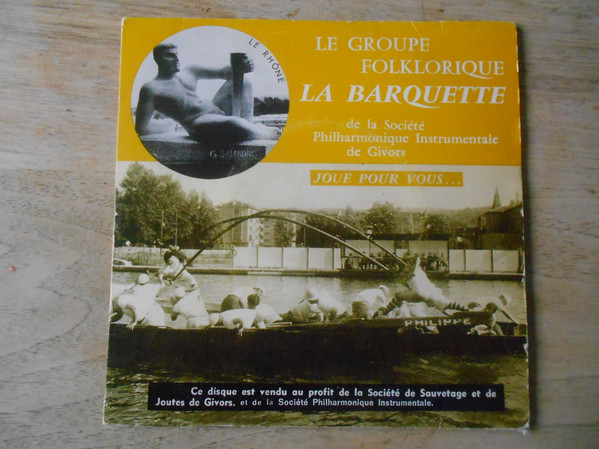 LE RHÔNE
G. SALENDRE
LE GROUPE
FOLKLORIQUE
LA BARQUETTE
de la Société
Philharmonique Instrumentale
de Givors
JOUE POUR VOUS...
PHILIPPE
Ce disque est vendu au profit de la Société de Sauvetage et de
Joutes de Givors. et de la Société Philharmonique Instrumentale.